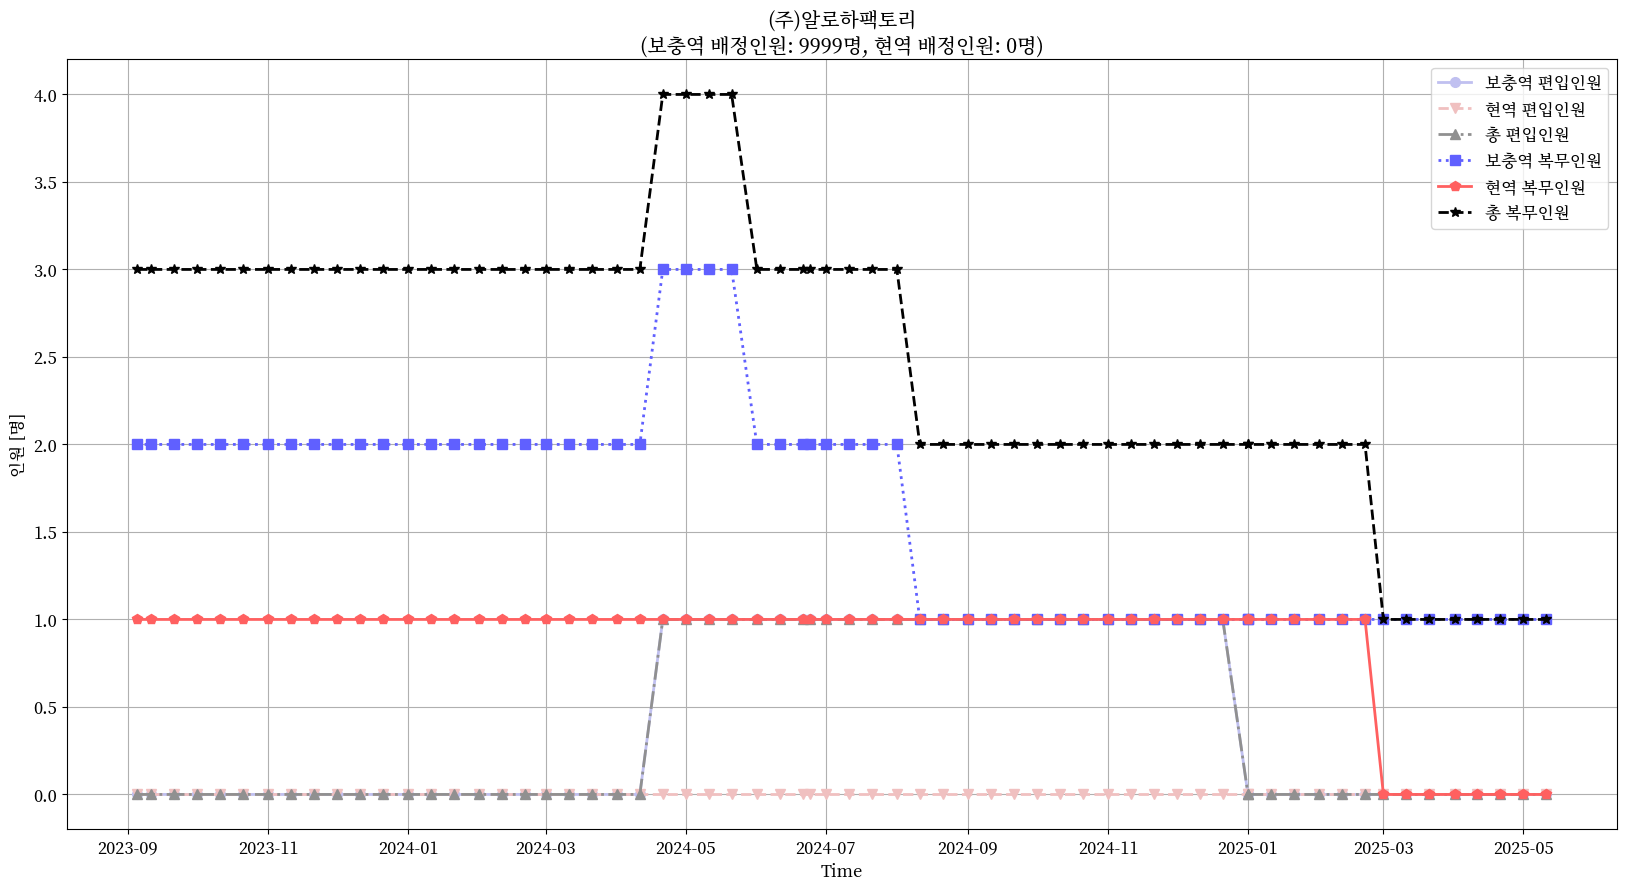 (주)알로하팩토리
(보충역 배정인원: 9999명, 현역 배정인원: 0명)
보충역 편입인원
현역 편입인원
총 편입인원
보충역 복무인원
현역 복무인원
총 복무인원
4.0
3.5
3.0
2.5
2.0
1.5
1.0
0.5
0.0
인원 [명]
2023-09
2023-11
2024-01
2024-03
2024-05
2024-07
2024-09
2024-11
2025-01
2025-03
2025-05
Time